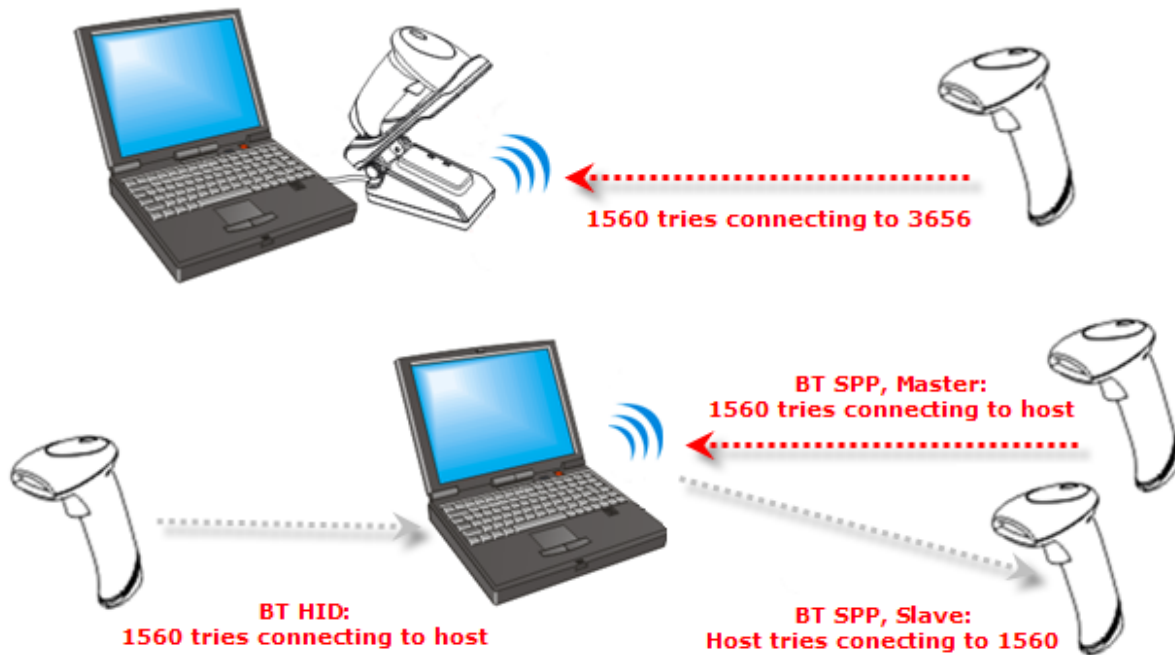 1560 tries connecting to 3656
BT SPP, Master:
1560 tries connecting to host
BT HID:
1560 tries connecting to host
BT SPP, Slave:
Host tries conecting to 1560